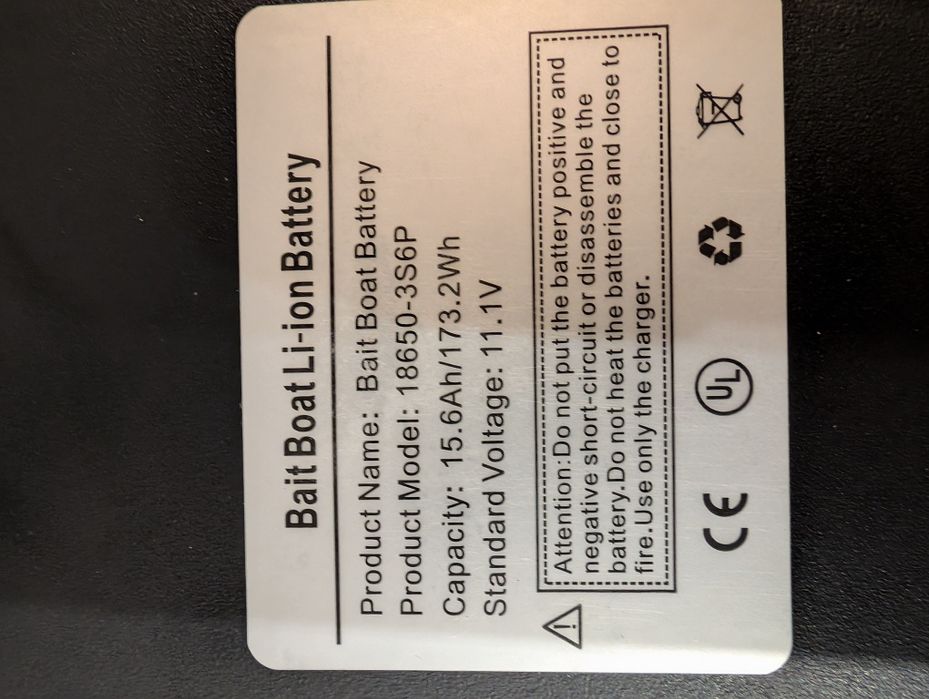 Bait Boat Li-ion Battery
Product Name: Bait Boat Battery
Product Model: 18650-3S6P
Capacity: 15.6Ah/173.2Wh
Standard Voltage: 11.1V
Attention:Do not put the battery positive and
negative short-circuit or disassemble the
battery.Do not heat the batteries and close to
fire.Use only the charger.
CE UL